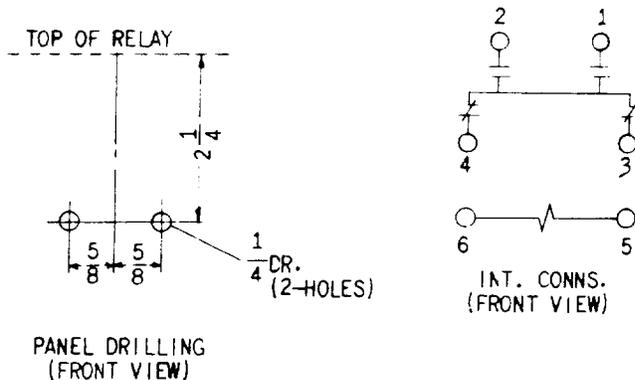 TOP OF RELAY
2 1/4
5/8 5/8
1/4 DR.
(2-HOLES)
PANEL DRILLING
(FRONT VIEW)
2 1
4 3
6 5
INT. CONNS.
(FRONT VIEW)